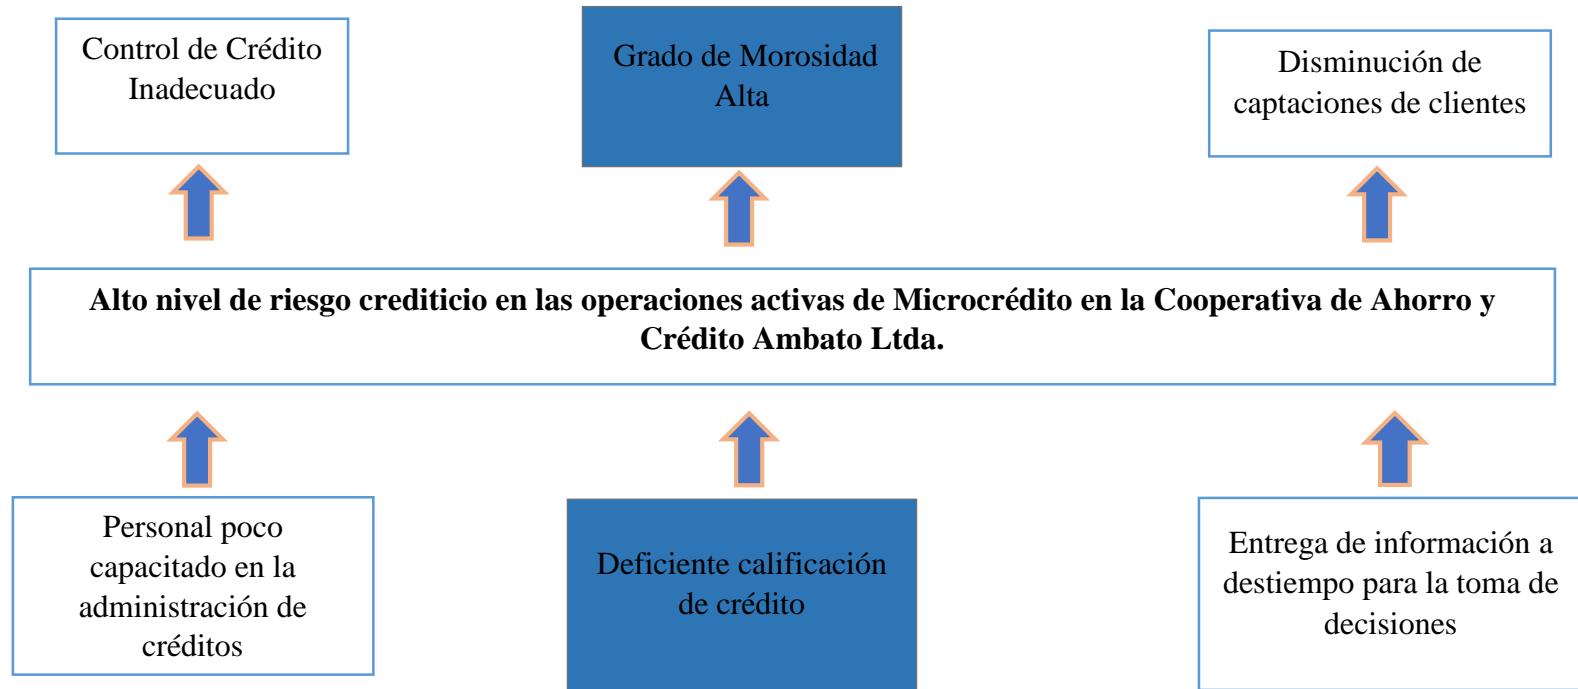 Control de Crédito
Inadecuado
Grado de Morosidad
Alta
Disminución de
captaciones de clientes
Alto nivel de riesgo crediticio en las operaciones activas de Microcrédito en la Cooperativa de Ahorro y
Crédito Ambato Ltda.
Personal poco
capacitado en la
administración de
créditos
Deficiente calificación
de crédito
Entrega de información a
destiempo para la toma de
decisiones